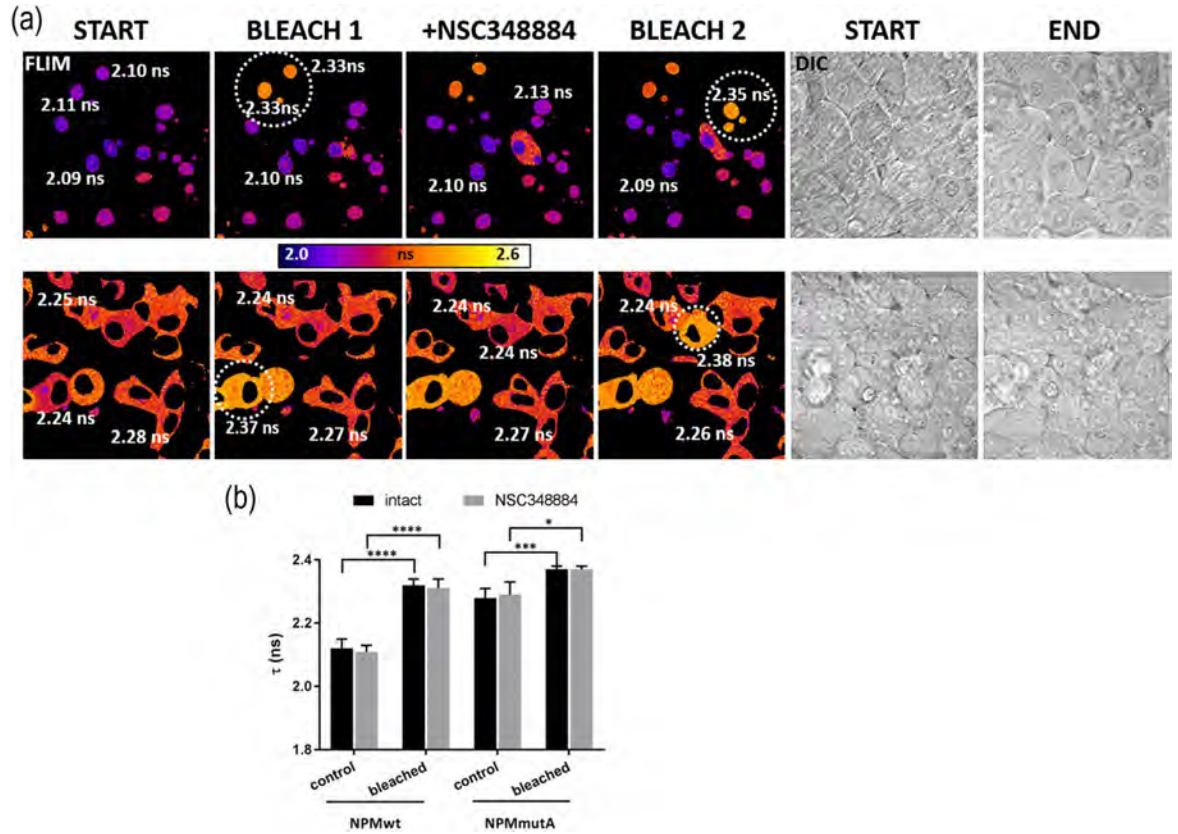 (a)
START BLEACH 1 +NSC348884 BLEACH 2 START END
FLIM
2.10 ns
2.11 ns
2.09 ns
2.33ns
2.33ns
2.10 ns
2.13 ns
2.10 ns
2.35 ns
2.09 ns
DIC
2.0 ns 2.6
2.25 ns
2.24 ns
2.28 ns
2.24 ns
2.37 ns
2.27 ns
2.24 ns
2.27 ns
2.24 ns
2.38 ns
2.26 ns
(b)
intact NSC348884
**** **** *** *
τ (ns)
2.4
2.2
2.0
1.8
control bleached control bleached
NPMwt NPMmutA